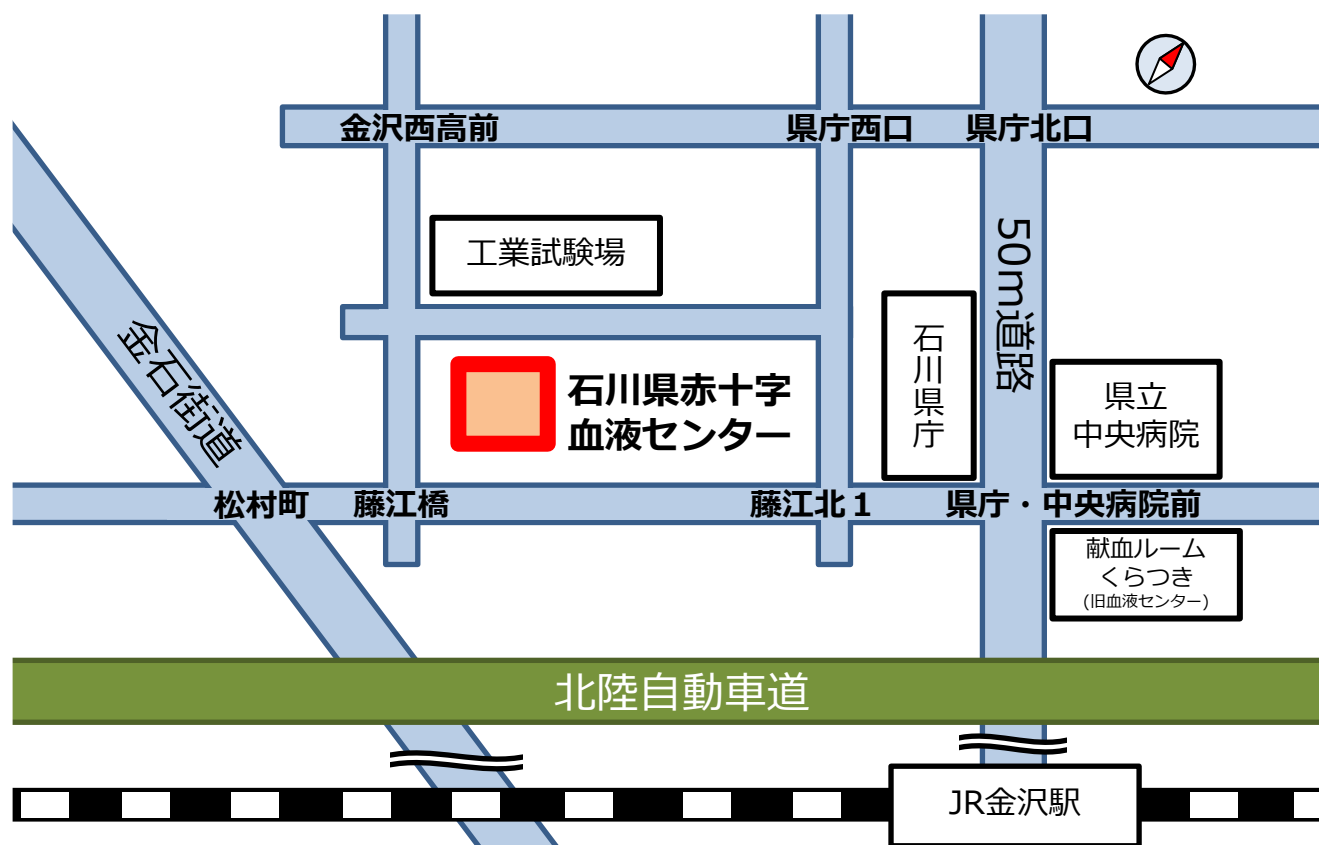 金沢西高前
県庁西口
県庁北口
工業試験場
50m道路
金石街道
石川県庁
石川県赤十字
血液センター
県立
中央病院
松村町
藤江橋
藤江北１
県庁・中央病院前
献血ルーム
くらつき
(旧血液センター)
北陸自動車道
JR金沢駅